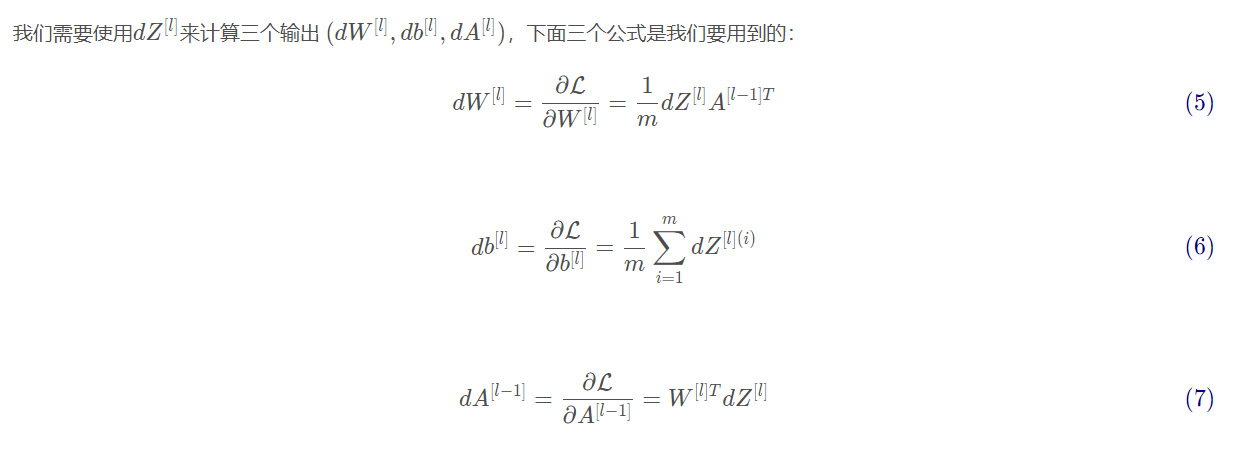 我们需要使用$dZ^{[l]}$来计算三个输出 $(dW^{[l]}, db^{[l]}, dA^{[l]})$，下面三个公式是我们要用到的：
$dW^{[l]} = \frac{\partial \mathcal{L}}{\partial W^{[l]}} = \frac{1}{m} dZ^{[l]} A^{[l-1]T}$ (5)
$db^{[l]} = \frac{\partial \mathcal{L}}{\partial b^{[l]}} = \frac{1}{m} \sum_{i=1}^{m} dZ^{[l](i)}$ (6)
$dA^{[l-1]} = \frac{\partial \mathcal{L}}{\partial A^{[l-1]}} = W^{[l]T} dZ^{[l]}$ (7)